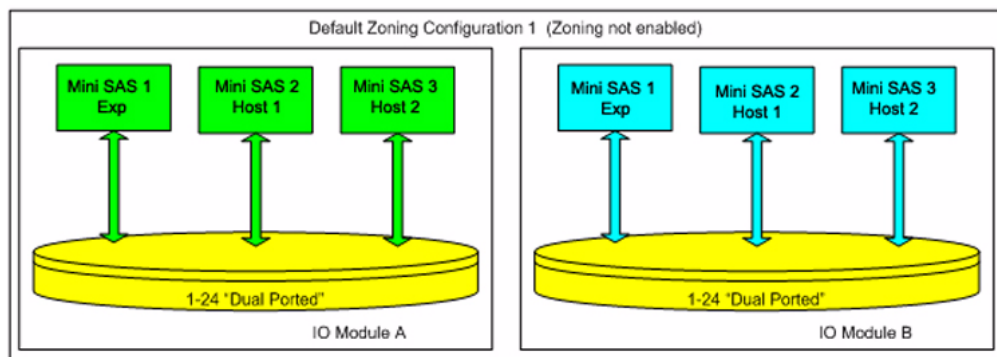 Default Zoning Configuration 1 (Zoning not enabled)
Mini SAS 1
Exp
Mini SAS 2
Host 1
Mini SAS 3
Host 2
1-24 “Dual Ported”
IO Module A
Mini SAS 1
Exp
Mini SAS 2
Host 1
Mini SAS 3
Host 2
1-24 “Dual Ported”
IO Module B